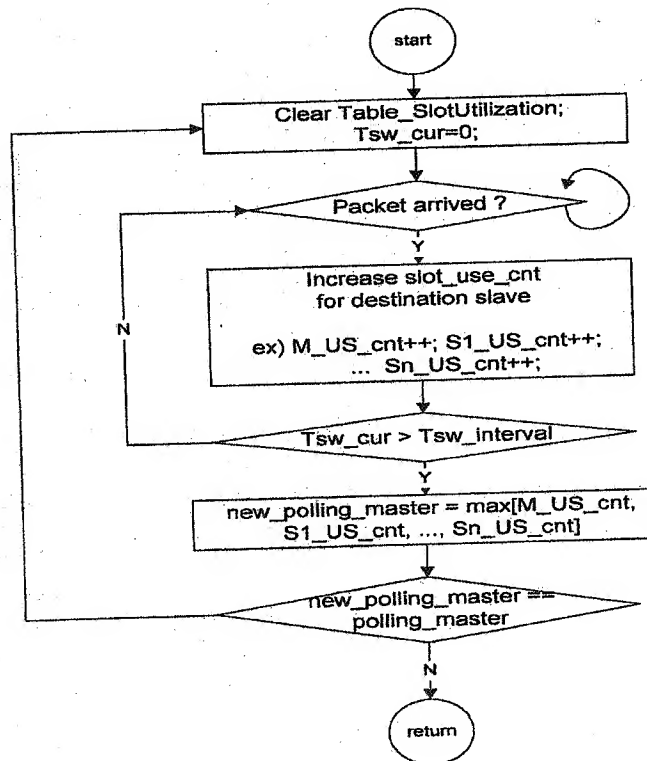 start
Clear Table_SlotUtilization;
Tsw_cur=0;
Packet arrived ?
Y
Increase slot_use_cnt
for destination slave
N
ex) M_US_cnt++; S1_US_cnt++;
... Sn_US_cnt++;
Tsw_cur > Tsw_interval
Y
new_polling_master = max[M_US_cnt,
S1_US_cnt, ..., Sn_US_cnt]
new_polling_master ==
polling_master
N
return